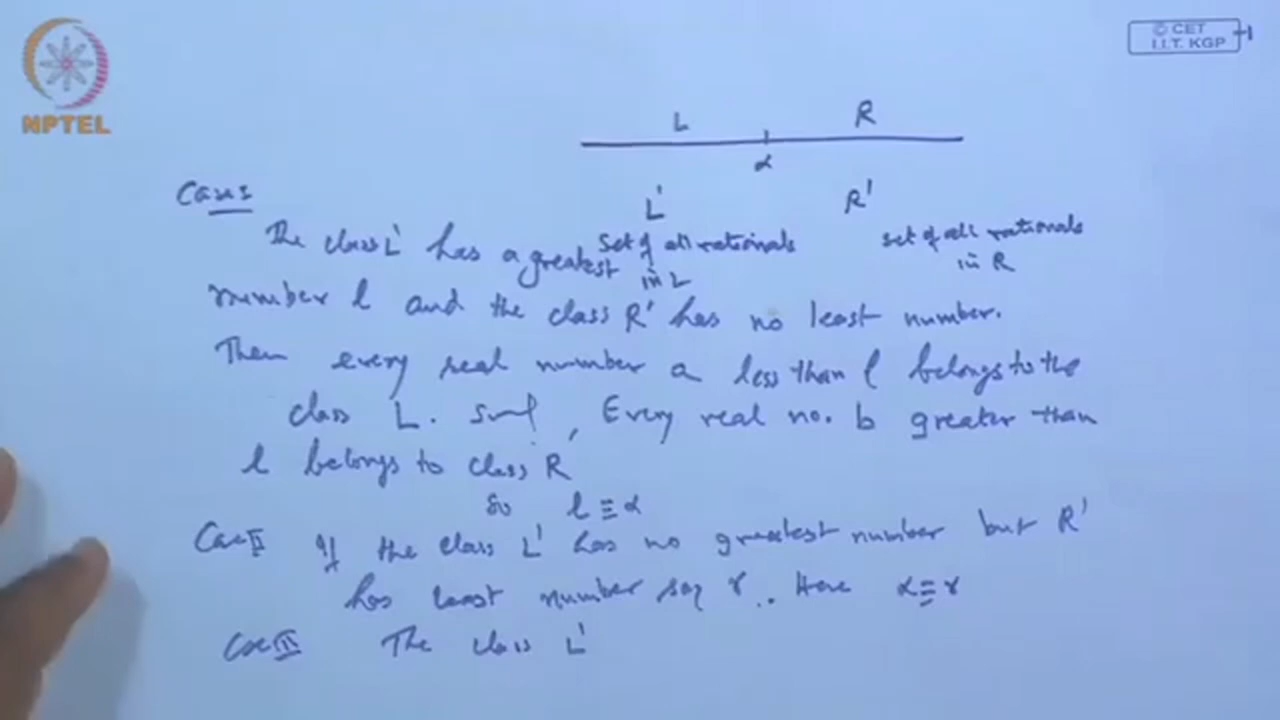 NPTEL
© CET
I.I.T. KGP
L R
α
L' R'
Case I
set of all rationals in L
set of all rationals in R
The class L' has a greatest
number l and the class R' has no least number.
Then every real number a less than l belongs to the
class L. , Every real no. b greater than
l belongs to class R
So l ≡ α
Case II If the class L' has no greatest number but R'
has least number say r. Here α ≡ r
Case III The class L'